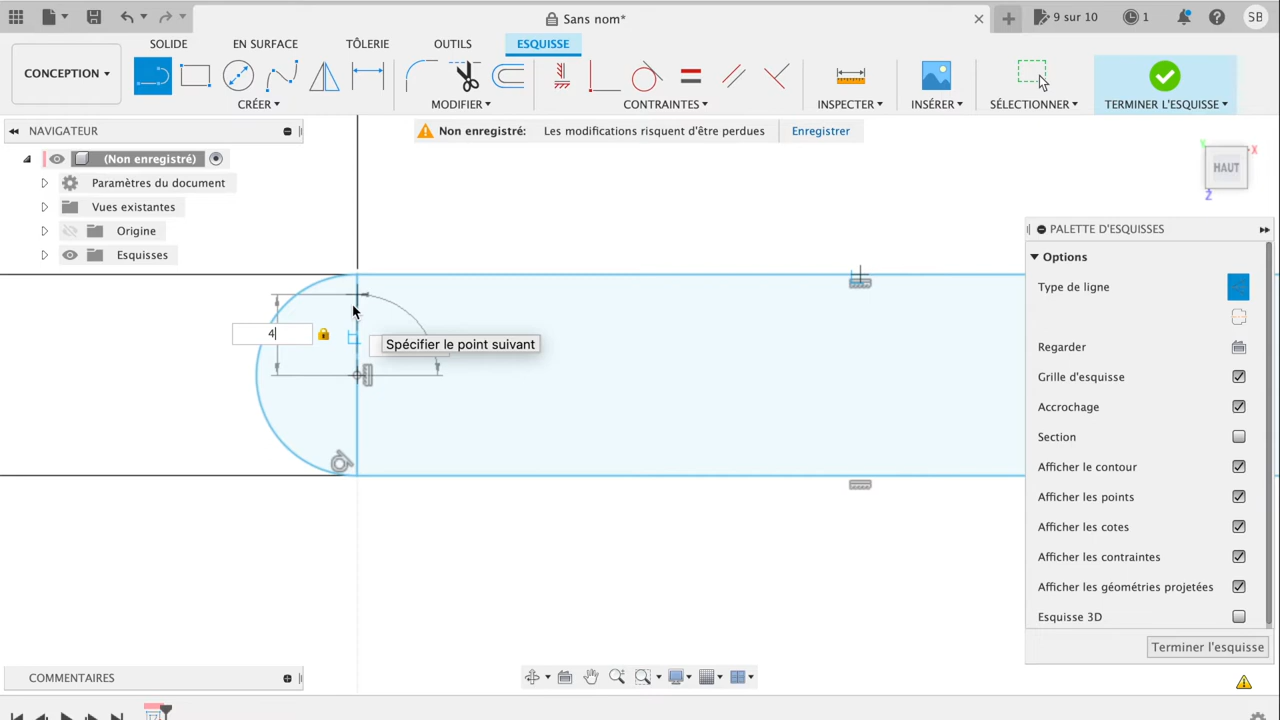 Sans nom*
9 sur 10
1
SB
CONCEPTION
SOLIDE
EN SURFACE
TÔLERIE
OUTILS
ESQUISSE
CRÉER
MODIFIER
CONTRAINTES
INSPECTER
INSÉRER
SÉLECTIONNER
TERMINER L'ESQUISSE
NAVIGATEUR
Non enregistré:
Les modifications risquent d'être perdues
Enregistrer
(Non enregistré)
Paramètres du document
Vues existantes
Origine
Esquisses
Y
X
HAUT
Z
PALETTE D'ESQUISSES
Options
Type de ligne
Regarder
Grille d'esquisse
Accrochage
Section
Afficher le contour
Afficher les points
Afficher les cotes
Afficher les contraintes
Afficher les géométries projetées
Esquisse 3D
Terminer l'esquisse
4
Spécifier le point suivant
COMMENTAIRES